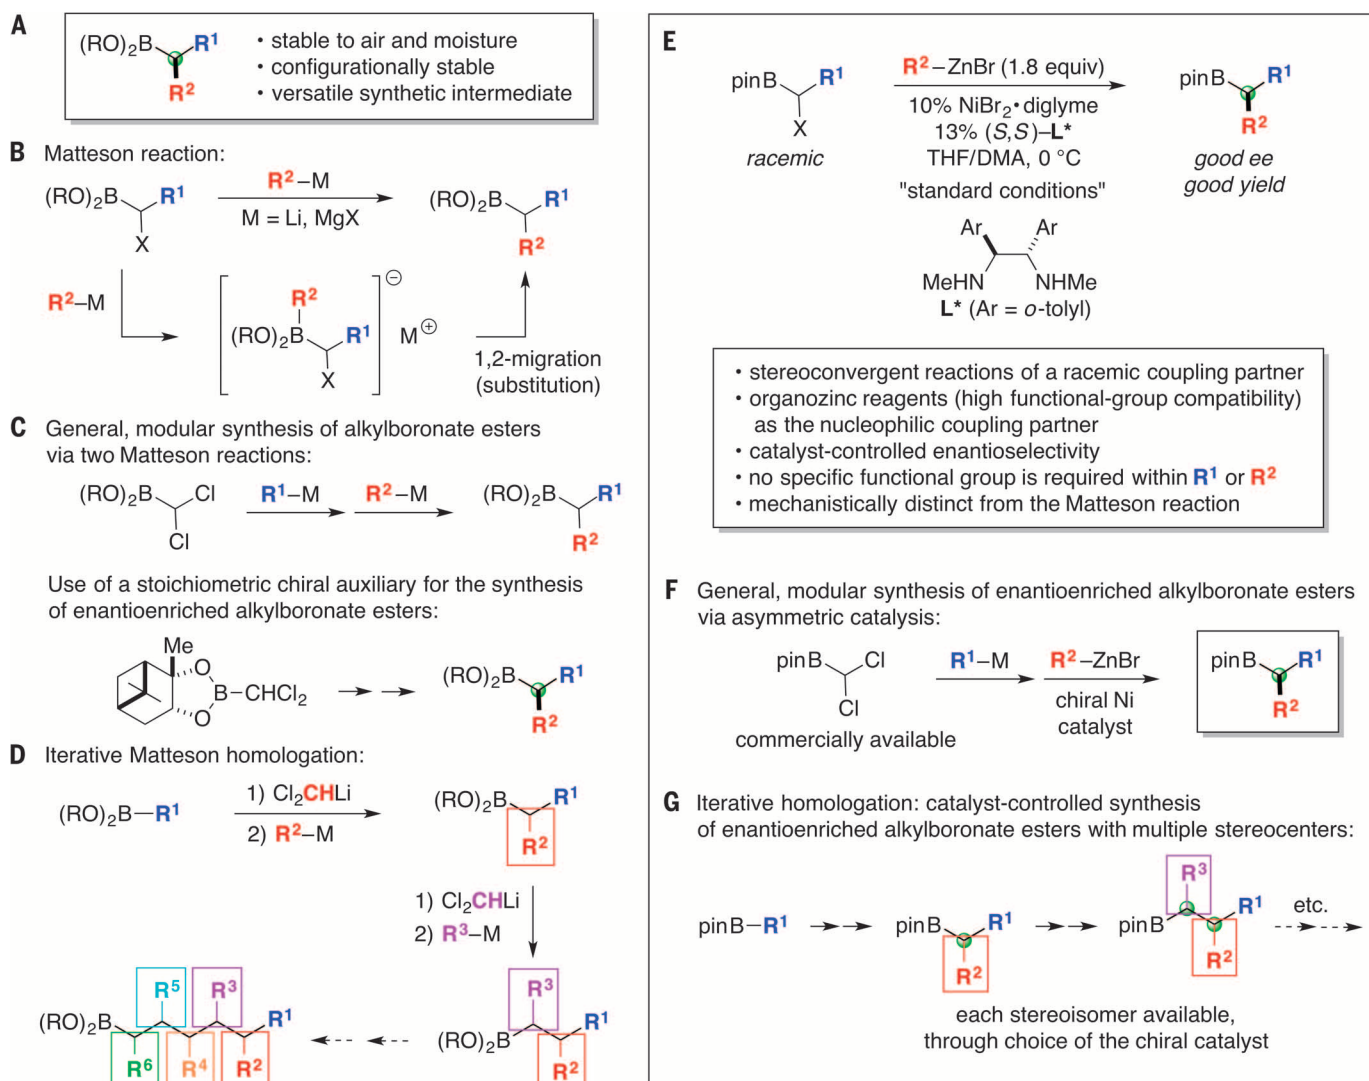 A
(RO)₂B R¹
R²
• stable to air and moisture
• configurationally stable
• versatile synthetic intermediate
B Matteson reaction:
(RO)₂B R¹
X
R²–M
M = Li, MgX
(RO)₂B R¹
R²
R²–M
R²
(RO)₂B R¹
X
⊖
M⊕
1,2-migration
(substitution)
C General, modular synthesis of alkylboronate esters
via two Matteson reactions:
(RO)₂B Cl
Cl
R¹–M R²–M
(RO)₂B R¹
R²
Use of a stoichiometric chiral auxiliary for the synthesis
of enantioenriched alkylboronate esters:
Me
O
B–CHCl₂
O
(RO)₂B R¹
R²
D Iterative Matteson homologation:
(RO)₂B–R¹
1) Cl₂CHLi
2) R²–M
(RO)₂B R¹
R²
1) Cl₂CHLi
2) R³–M
R³
(RO)₂B R¹
R²
R⁵ R³
(RO)₂B R¹
R⁶ R⁴ R²
E
pinB R¹
X
racemic
R²–ZnBr (1.8 equiv)
10% NiBr₂•diglyme
13% (S,S)–L*
THF/DMA, 0 °C
"standard conditions"
pinB R¹
R²
good ee
good yield
Ar Ar
MeHN NHMe
L* (Ar = o-tolyl)
• stereoconvergent reactions of a racemic coupling partner
• organozinc reagents (high functional-group compatibility)
as the nucleophilic coupling partner
• catalyst-controlled enantioselectivity
• no specific functional group is required within R¹ or R²
• mechanistically distinct from the Matteson reaction
F General, modular synthesis of enantioenriched alkylboronate esters
via asymmetric catalysis:
pinB Cl
Cl
commercially available
R¹–M R²–ZnBr
chiral Ni
catalyst
pinB R¹
R²
G Iterative homologation: catalyst-controlled synthesis
of enantioenriched alkylboronate esters with multiple stereocenters:
pinB–R¹
pinB R¹
R²
R³
pinB R¹
R²
etc.
each stereoisomer available,
through choice of the chiral catalyst